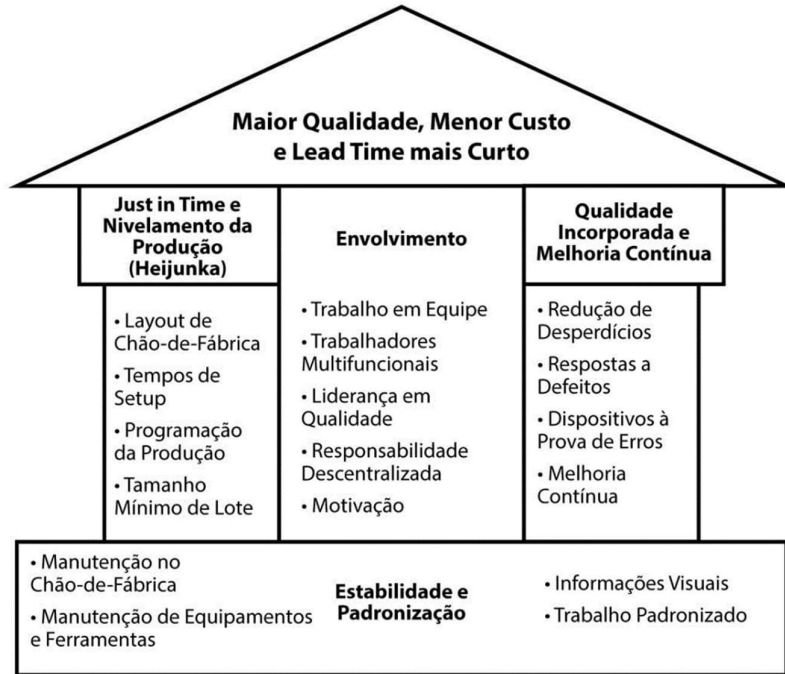 Maior Qualidade, Menor Custo
e Lead Time mais Curto
Just in Time e
Nivelamento da
Produção
(Heijunka)
• Layout de
Chão-de-Fábrica
• Tempos de
Setup
• Programação
da Produção
• Tamanho
Mínimo de Lote
Envolvimento
• Trabalho em Equipe
• Trabalhadores
Multifuncionais
• Liderança em
Qualidade
• Responsabilidade
Descentralizada
• Motivação
Qualidade
Incorporada e
Melhoria Contínua
• Redução de
Desperdícios
• Respostas a
Defeitos
• Dispositivos à
Prova de Erros
• Melhoria
Contínua
• Manutenção no
Chão-de-Fábrica
• Manutenção de Equipamentos
e Ferramentas
Estabilidade e
Padronização
• Informações Visuais
• Trabalho Padronizado